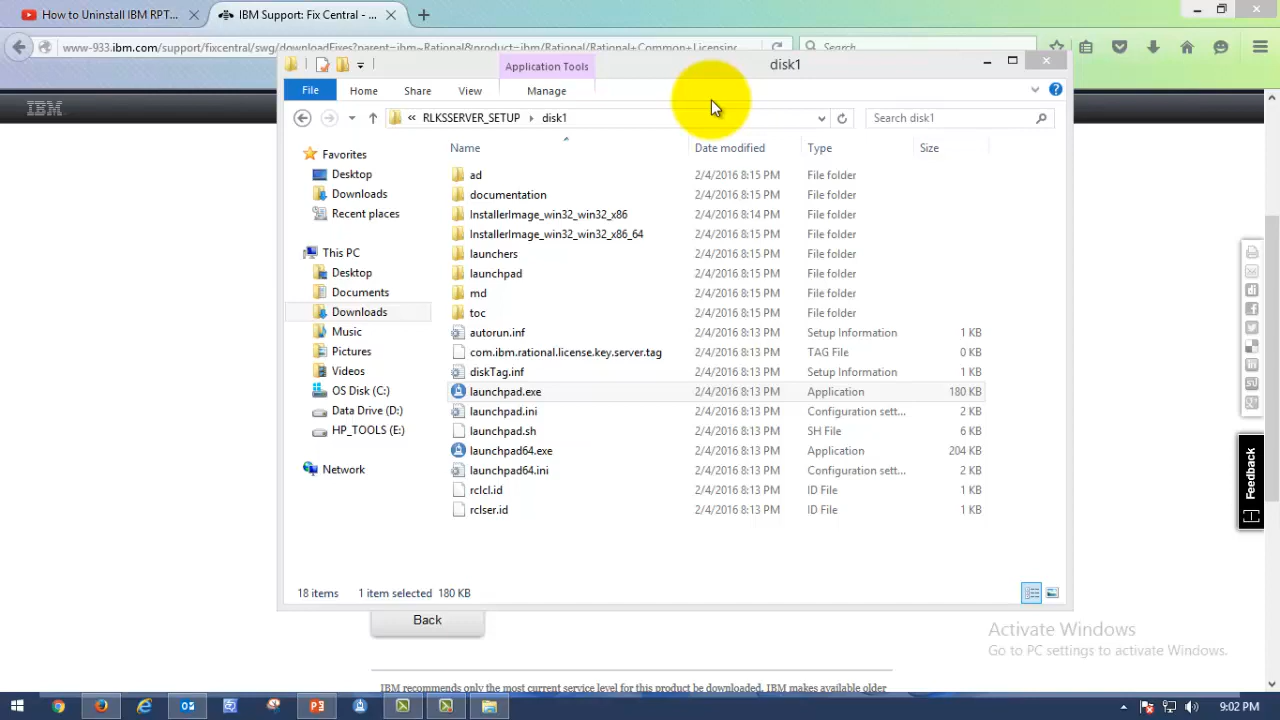 How to Uninstall IBM RPT...
IBM Support: Fix Central - ...
www-933.ibm.com/support/fixcentral/swg/downloadFixes?parent=ibm~Rational&product=ibm/Rational/Rational+Common+Licensing
Search
IBM
Application Tools
disk1
File
Home
Share
View
Manage
« RLKSSERVER_SETUP
disk1
Search disk1
Name
Date modified
Type
Size
Favorites
Desktop
Downloads
Recent places
This PC
Desktop
Documents
Downloads
Music
Pictures
Videos
OS Disk (C:)
Data Drive (D:)
HP_TOOLS (E:)
Network
ad 2/4/2016 8:15 PM File folder
documentation 2/4/2016 8:15 PM File folder
InstallerImage_win32_win32_x86 2/4/2016 8:14 PM File folder
InstallerImage_win32_win32_x86_64 2/4/2016 8:15 PM File folder
launchers 2/4/2016 8:15 PM File folder
launchpad 2/4/2016 8:15 PM File folder
md 2/4/2016 8:15 PM File folder
toc 2/4/2016 8:15 PM File folder
autorun.inf 2/4/2016 8:13 PM Setup Information 1 KB
com.ibm.rational.license.key.server.tag 2/4/2016 8:13 PM TAG File 0 KB
diskTag.inf 2/4/2016 8:13 PM Setup Information 1 KB
launchpad.exe 2/4/2016 8:13 PM Application 180 KB
launchpad.ini 2/4/2016 8:13 PM Configuration sett... 2 KB
launchpad.sh 2/4/2016 8:13 PM SH File 6 KB
launchpad64.exe 2/4/2016 8:13 PM Application 204 KB
launchpad64.ini 2/4/2016 8:13 PM Configuration sett... 2 KB
rclcl.id 2/4/2016 8:13 PM ID File 1 KB
rclser.id 2/4/2016 8:13 PM ID File 1 KB
18 items
1 item selected 180 KB
Feedback
Back
Activate Windows
Go to PC settings to activate Windows.
IBM recommends only the most current service level for this product be downloaded. IBM makes available older
9:02 PM